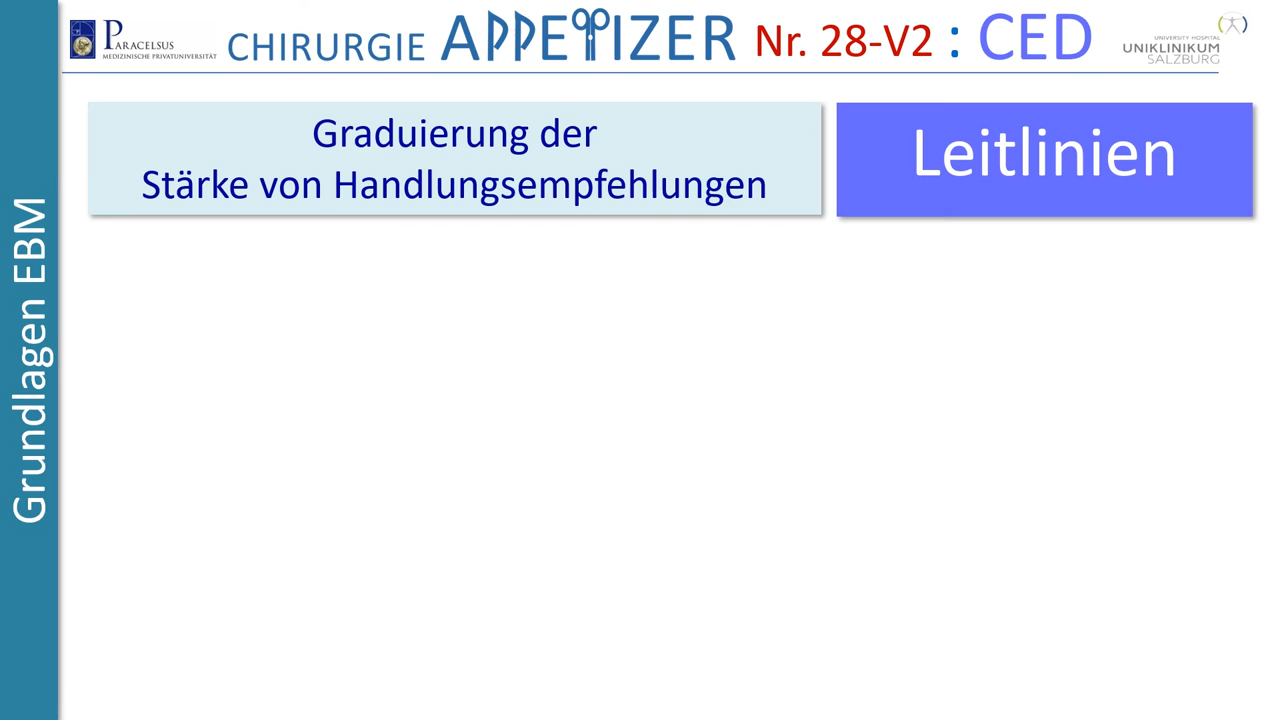 PARACELSUS
MEDIZINISCHE PRIVATUNIVERSITÄT
CHIRURGIE APPETIZER Nr. 28-V2 : CED
UNIVERSITY HOSPITAL
UNIKLINIKUM
SALZBURG
Graduierung der
Stärke von Handlungsempfehlungen
Leitlinien
Grundlagen EBM